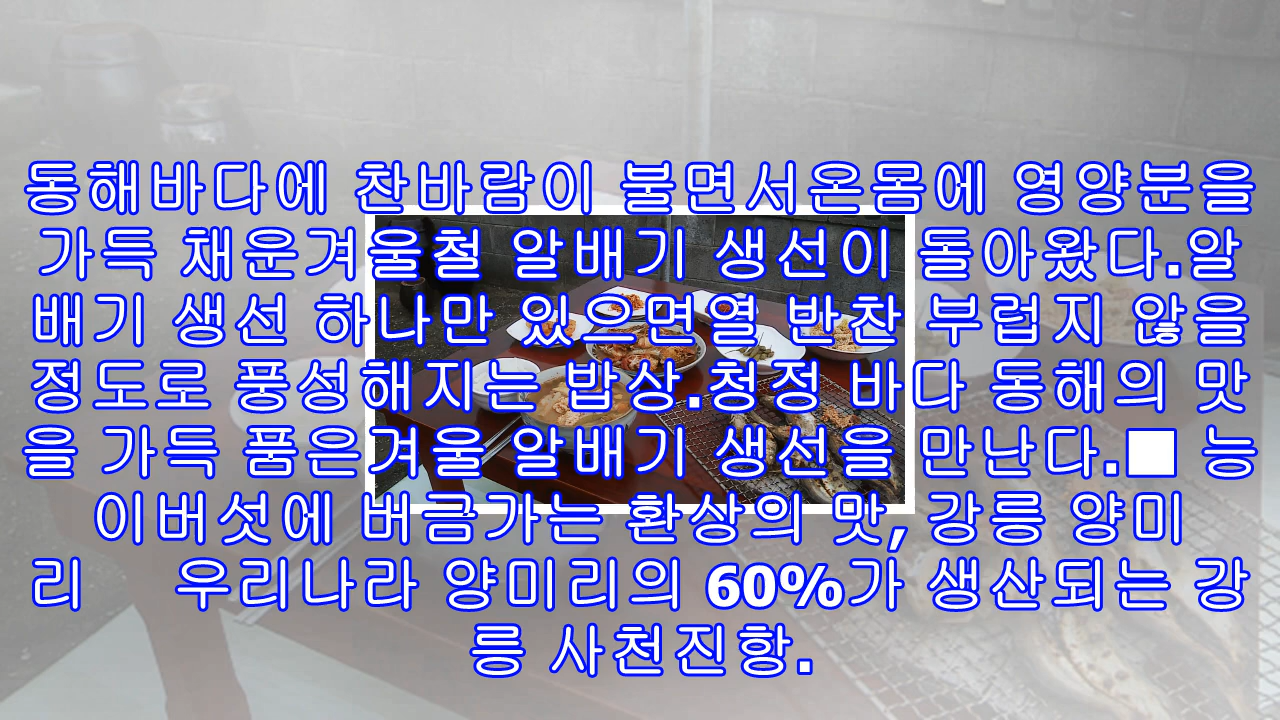 동해바다에 찬바람이 불면서온몸에 영양분을
가득 채운겨울철 알배기 생선이 돌아왔다.알
배기 생선 하나만 있으면열 반찬 부럽지 않을
정도로 풍성해지는 밥상.청정 바다 동해의 맛
을 가득 품은겨울 알배기 생선을 만난다.■ 능
이버섯에 버금가는 환상의 맛, 강릉 양미
리 우리나라 양미리의 60%가 생산되는 강
릉 사천진항.